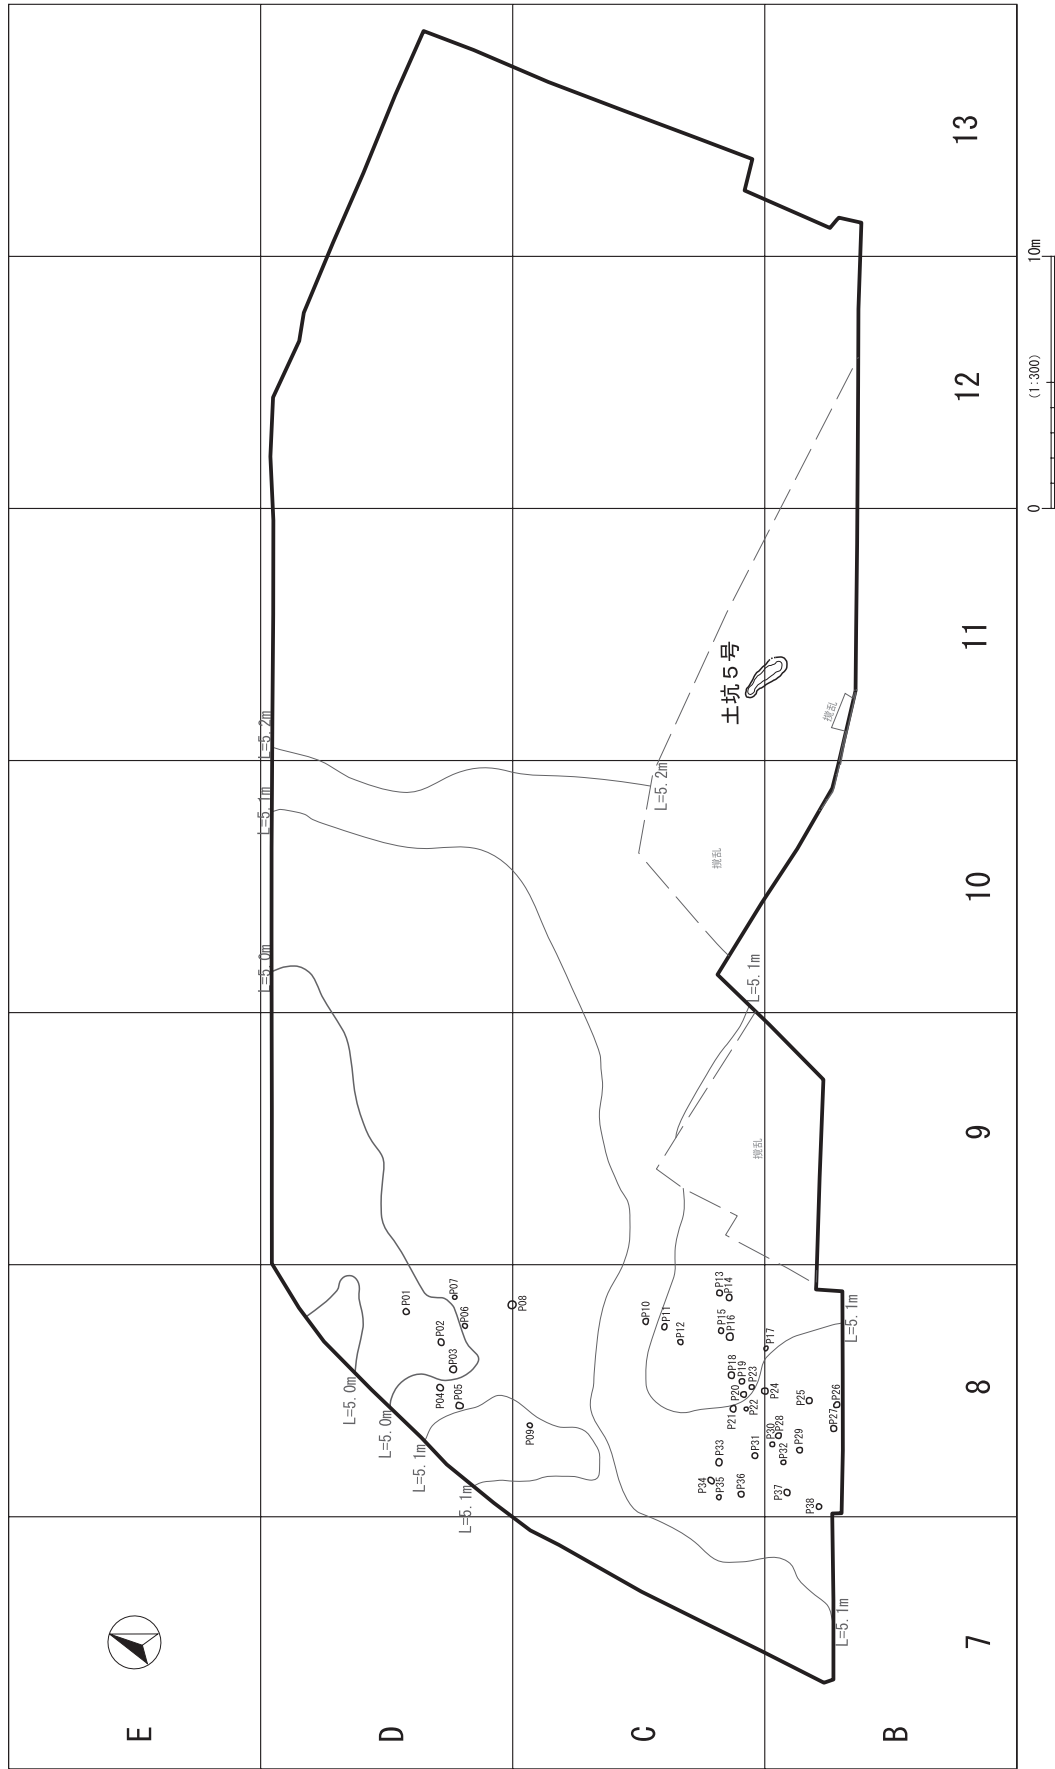 13
12
11
10
9
8
7
E
D
C
B
10m
(1:300)
0
土坑5号
攪乱
攪乱
攪乱
L=5.2m
L=5.1m
L=5.0m
L=5.2m
L=5.1m
L=5.0m
L=5.0m
L=5.1m
L=5.1m
L=5.1m
L=5.1m
P01
P02
P03
P04
P05
P06
P07
P08
P09
P10
P11
P12
P13
P14
P15
P16
P17
P18
P19
P20
P21
P22
P23
P24
P25
P26
P27
P28
P29
P30
P31
P32
P33
P34
P35
P36
P37
P38